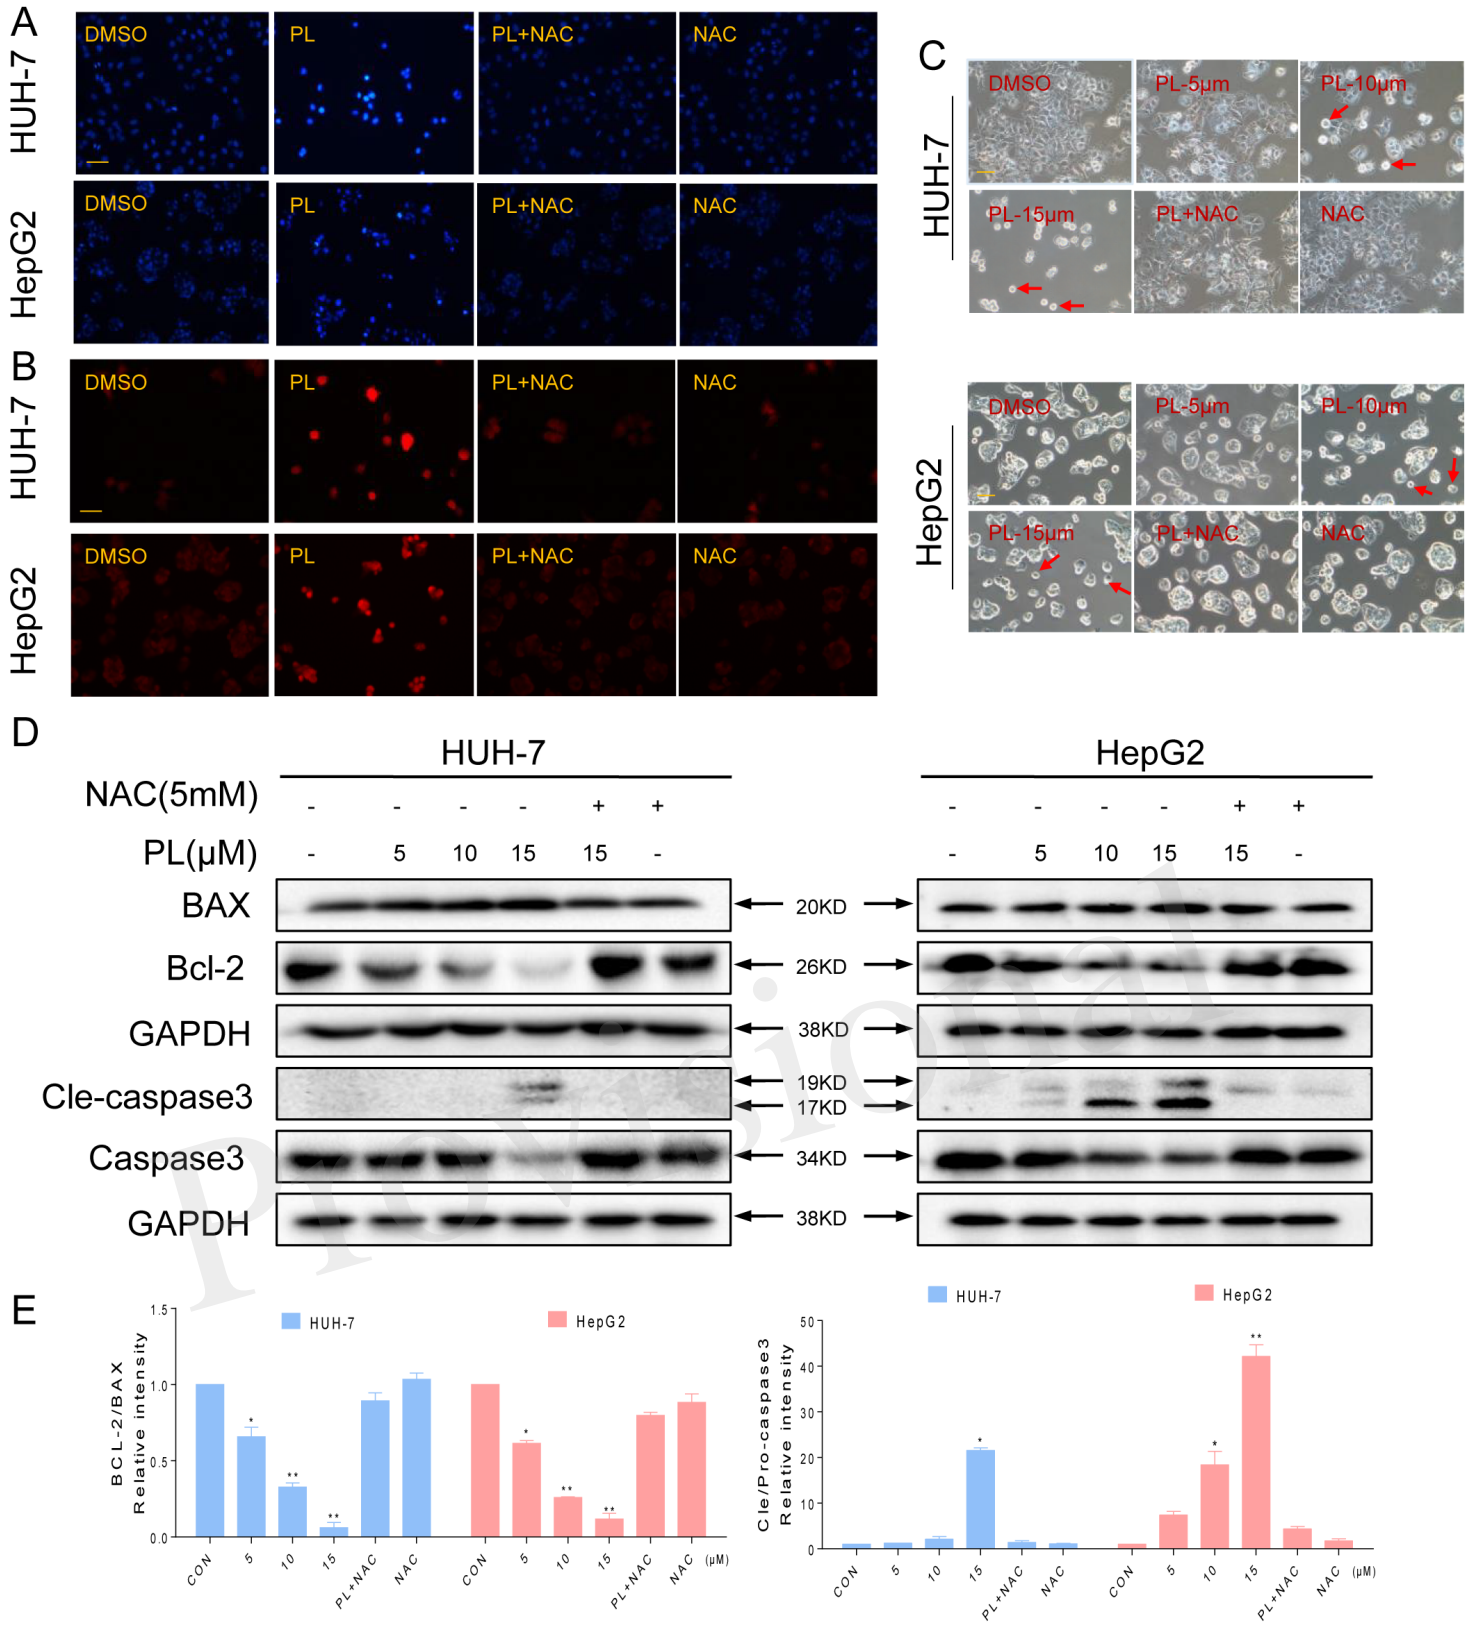 A
HUH-7
DMSO
PL
PL+NAC
NAC
HepG2
DMSO
PL
PL+NAC
NAC
B
HUH-7
DMSO
PL
PL+NAC
NAC
HepG2
DMSO
PL
PL+NAC
NAC
C
HUH-7
DMSO
PL-5μm
PL-10μm
PL-15μm
PL+NAC
NAC
HepG2
DMSO
PL-5μm
PL-10μm
PL-15μm
PL+NAC
NAC
D
HUH-7
HepG2
NAC(5mM) - - - - + + - - - - + +
PL(μM) - 5 10 15 15 - - 5 10 15 15 -
BAX 20KD
Bcl-2 26KD
GAPDH 38KD
Cle-caspase3 19KD
17KD
Caspase3 34KD
GAPDH 38KD
Provisional
E
HUH-7
HepG2
BCL-2/BAX
Relative intensity
1.5
1.0
0.5
0.0
* ** ** * ** **
CON 5 10 15 PL+NAC NAC CON 5 10 15 PL+NAC NAC (μM)
HUH-7
HepG2
Cle/Pro-caspase3
Relative intensity
50
40
30
20
10
0
* * **
CON 5 10 15 PL+NAC NAC CON 5 10 15 PL+NAC NAC (μM)